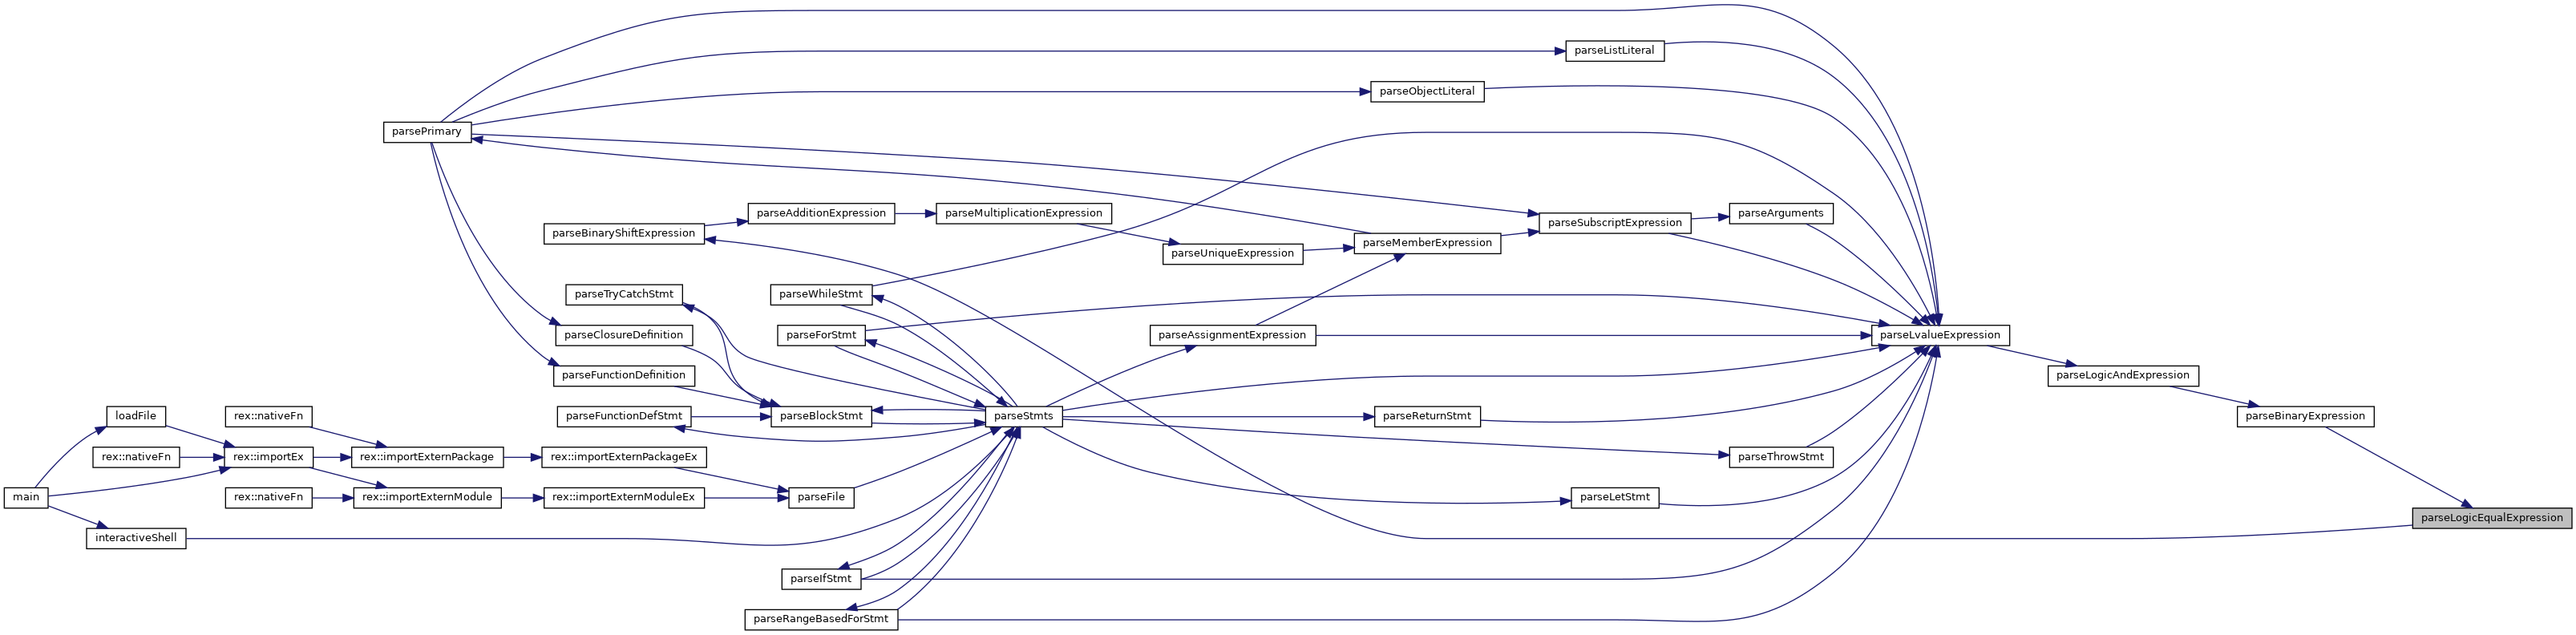 parseListLiteral
parseObjectLiteral
parsePrimary
parseAdditionExpression
parseMultiplicationExpression
parseArguments
parseSubscriptExpression
parseBinaryShiftExpression
parseMemberExpression
parseUniqueExpression
parseTryCatchStmt
parseWhileStmt
parseClosureDefinition
parseForStmt
parseAssignmentExpression
parseLvalueExpression
parseFunctionDefinition
parseLogicAndExpression
loadFile
rex::nativeFn
parseFunctionDefStmt
parseBlockStmt
parseStmts
parseReturnStmt
parseBinaryExpression
rex::nativeFn
rex::importEx
rex::importExternPackage
rex::importExternPackageEx
parseThrowStmt
main
rex::nativeFn
rex::importExternModule
rex::importExternModuleEx
parseFile
parseLetStmt
parseLogicEqualExpression
interactiveShell
parseIfStmt
parseRangeBasedForStmt